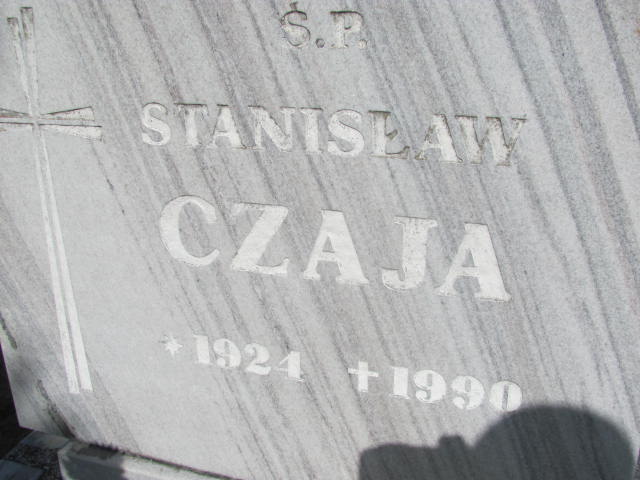 Ś.P.
STANISŁAW
CZAJA
* 1924 + 1990